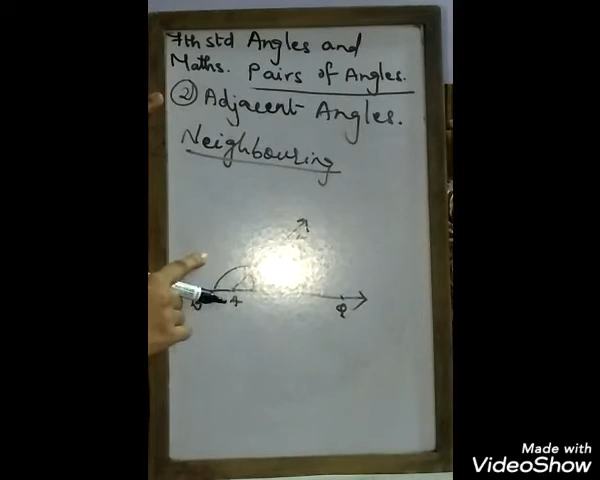 7th std Angles and
Maths. Pairs of Angles.
② Adjacent Angles.
Neighbouring
A
Made with
VideoShow